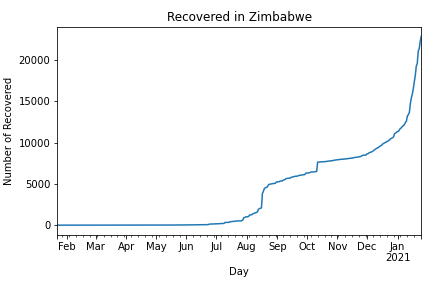 Recovered in Zimbabwe
Number of Recovered
20000
15000
10000
5000
0
Feb Mar Apr May Jun Jul Aug Sep Oct Nov Dec Jan
2021
Day